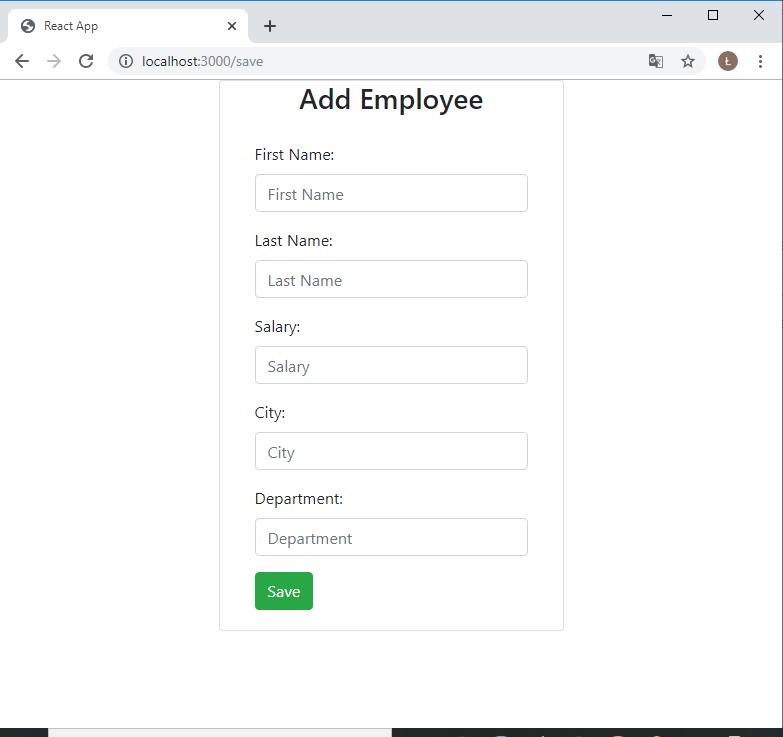 React App
localhost:3000/save
Ł
Add Employee
First Name:
First Name
Last Name:
Last Name
Salary:
Salary
City:
City
Department:
Department
Save